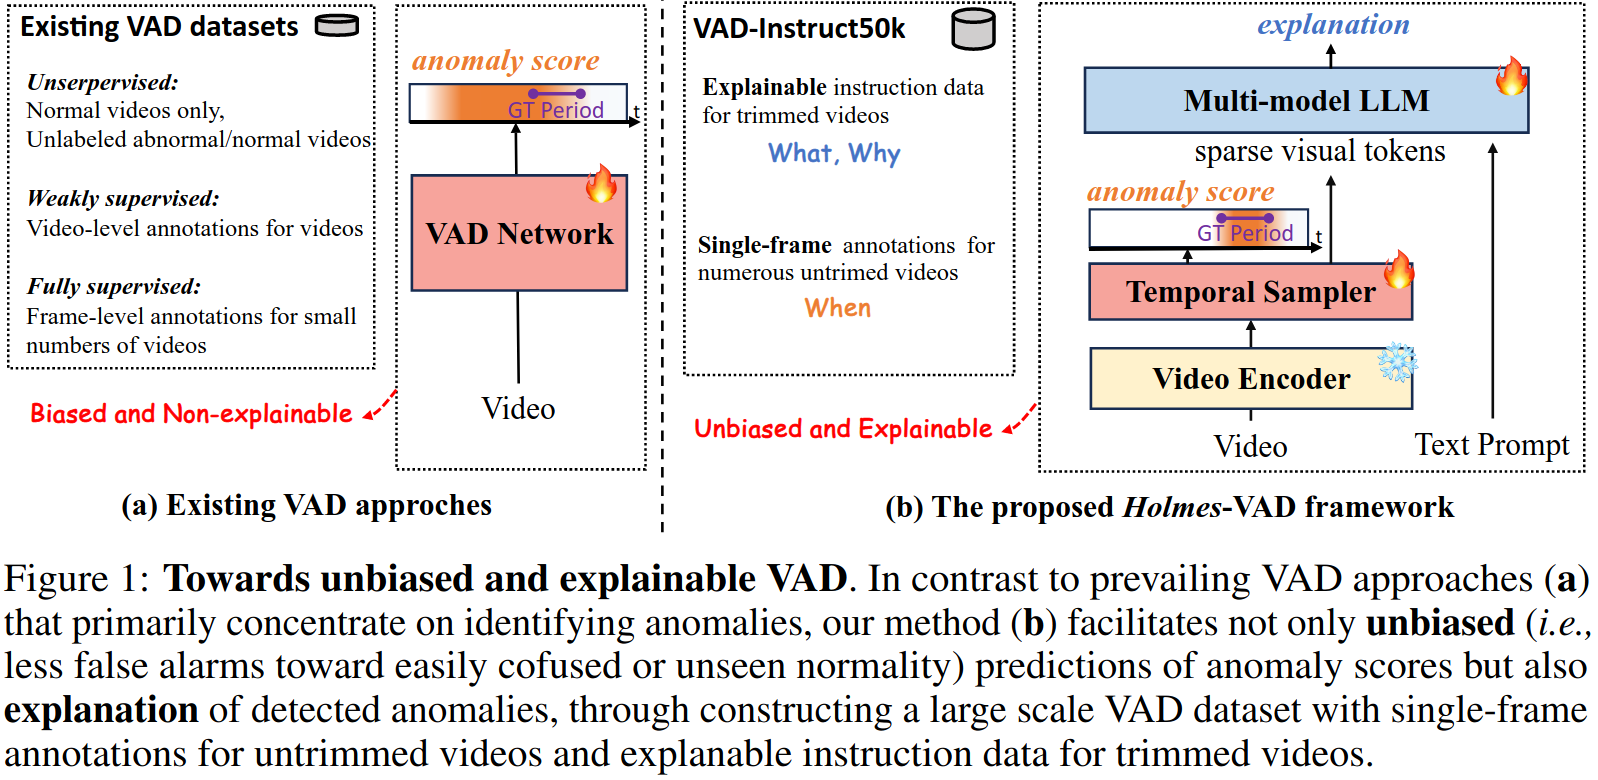 Existing VAD datasets
Unserpervised:
Normal videos only,
Unlabeled abnormal/normal videos
Weakly supervised:
Video-level annotations for videos
Fully supervised:
Frame-level annotations for small
numbers of videos
Biased and Non-explainable
anomaly score
GT Period
t
VAD Network
Video
(a) Existing VAD approches
VAD-Instruct50k
Explainable instruction data
for trimmed videos
What, Why
Single-frame annotations for
numerous untrimed videos
When
Unbiased and Explainable
explanation
Multi-model LLM
sparse visual tokens
anomaly score
GT Period
t
Temporal Sampler
Video Encoder
Video
Text Prompt
(b) The proposed Holmes-VAD framework
Figure 1: Towards unbiased and explainable VAD. In contrast to prevailing VAD approaches (a)
that primarily concentrate on identifying anomalies, our method (b) facilitates not only unbiased (i.e.,
less false alarms toward easily cofused or unseen normality) predictions of anomaly scores but also
explanation of detected anomalies, through constructing a large scale VAD dataset with single-frame
annotations for untrimmed videos and explanable instruction data for trimmed videos.